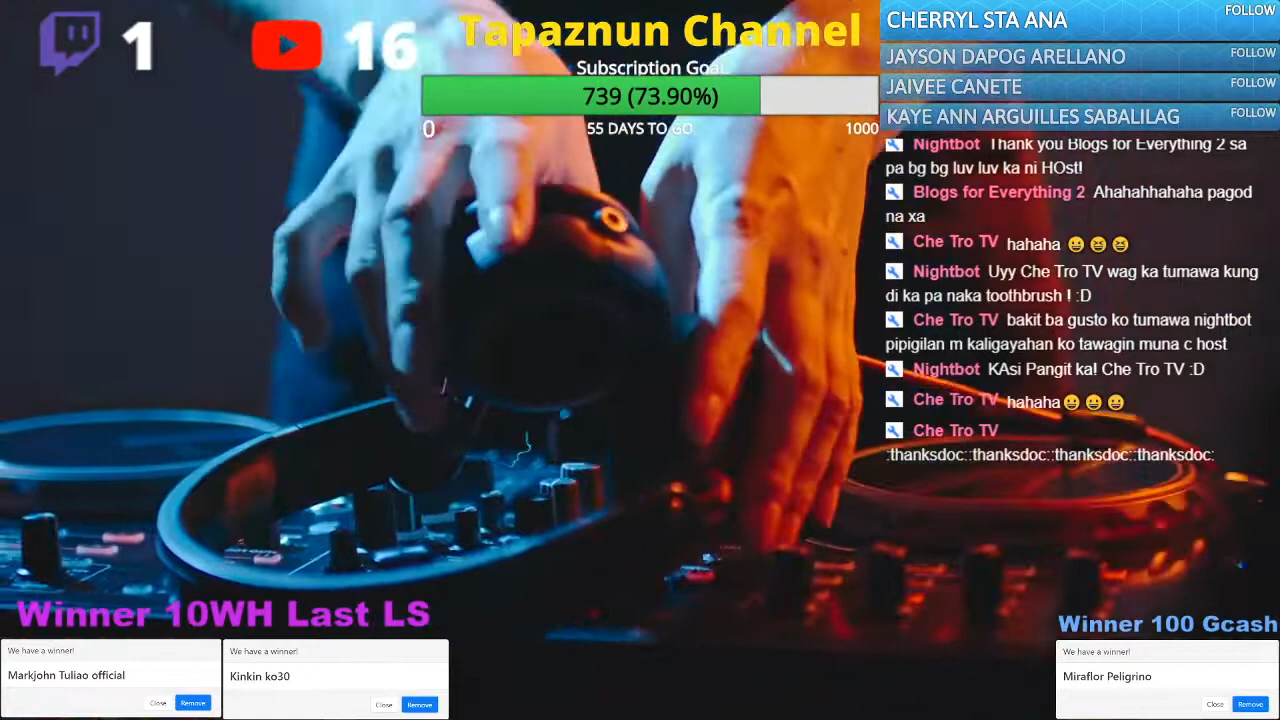 1
16
Tapaznun Channel
Subscription Goal
739 (73.90%)
0
55 DAYS TO GO
1000
CHERRYL STA ANA
FOLLOW
JAYSON DAPOG ARELLANO
FOLLOW
JAIVEE CANETE
FOLLOW
KAYE ANN ARGUILLES SABALILAG
FOLLOW
Nightbot Thank you Blogs for Everything 2 sa
pa bg bg luv luv ka ni HOst!
Blogs for Everything 2 Ahahahhahaha pagod
na xa
Che Tro TV hahaha 😀😆😆
Nightbot Uyy Che Tro TV wag ka tumawa kung
di ka pa naka toothbrush ! :D
Che Tro TV bakit ba gusto ko tumawa nightbot
pipigilan m kaligayahan ko tawagin muna c host
Nightbot KAsi Pangit ka! Che Tro TV :D
Che Tro TV hahaha😀😀😀
Che Tro TV
:thanksdoc::thanksdoc::thanksdoc::thanksdoc:
Winner 10WH Last LS
We have a winner!
Markjohn Tuliao official
Close
Remove
We have a winner!
Kinkin ko30
Close
Remove
Winner 100 Gcash
We have a winner!
Miraflor Peligrino
Close
Remove